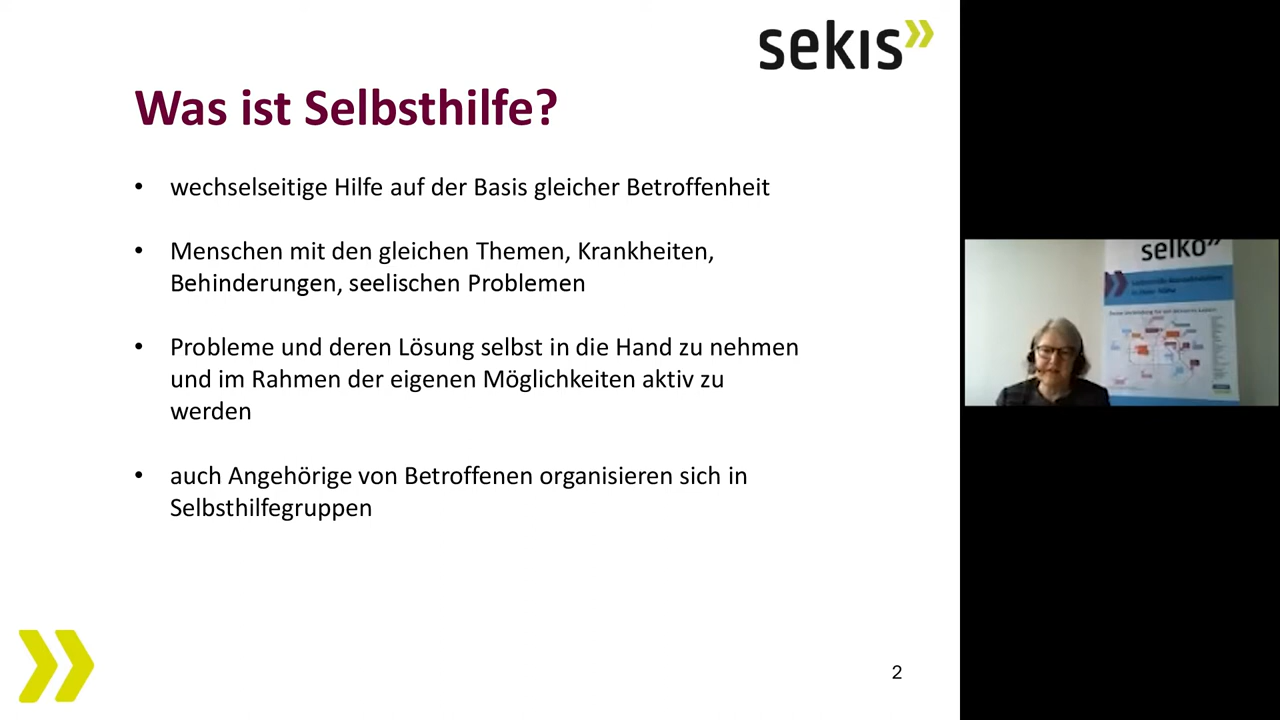 sekis
Was ist Selbsthilfe?
• wechselseitige Hilfe auf der Basis gleicher Betroffenheit
• Menschen mit den gleichen Themen, Krankheiten,
Behinderungen, seelischen Problemen
• Probleme und deren Lösung selbst in die Hand zu nehmen
und im Rahmen der eigenen Möglichkeiten aktiv zu
werden
• auch Angehörige von Betroffenen organisieren sich in
Selbsthilfegruppen
2
selko